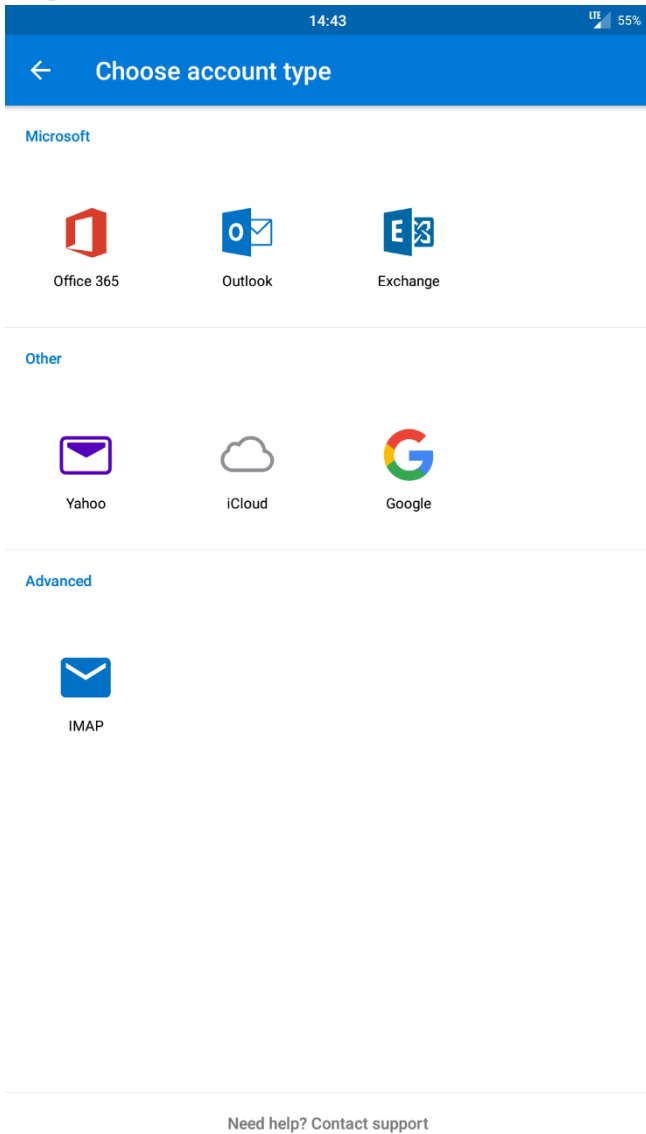 14:43 LTE 55%
Choose account type
Microsoft
O E
Office 365 Outlook Exchange
Other
Yahoo iCloud Google
Advanced
IMAP
Need help? Contact support